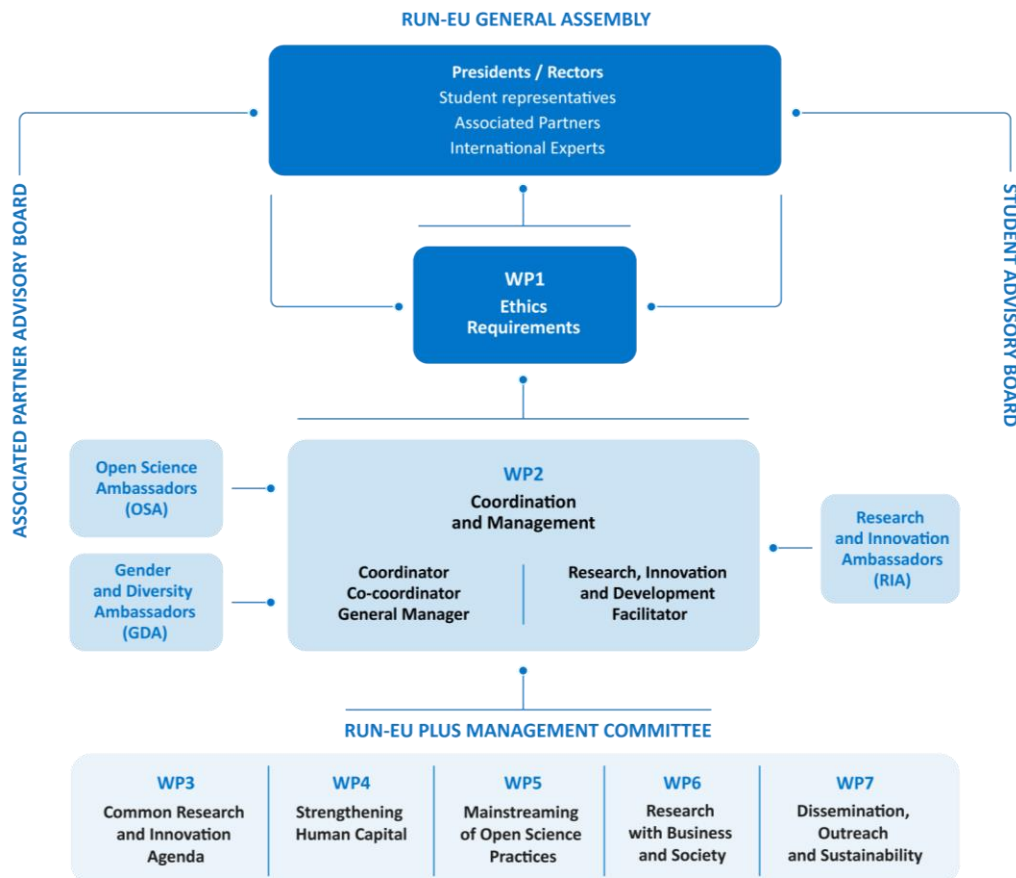 RUN-EU GENERAL ASSEMBLY
Presidents / Rectors
Student representatives
Associated Partners
International Experts
ASSOCIATED PARTNER ADVISORY BOARD
STUDENT ADVISORY BOARD
WP1
Ethics
Requirements
Open Science
Ambassadors
(OSA)
Gender
and Diversity
Ambassadors
(GDA)
WP2
Coordination
and Management
Coordinator
Co-coordinator
General Manager
Research, Innovation
and Development
Facilitator
Research
and Innovation
Ambassadors
(RIA)
RUN-EU PLUS MANAGEMENT COMMITTEE
WP3
Common Research
and Innovation
Agenda
WP4
Strengthening
Human Capital
WP5
Mainstreaming
of Open Science
Practices
WP6
Research
with Business
and Society
WP7
Dissemination,
Outreach
and Sustainability